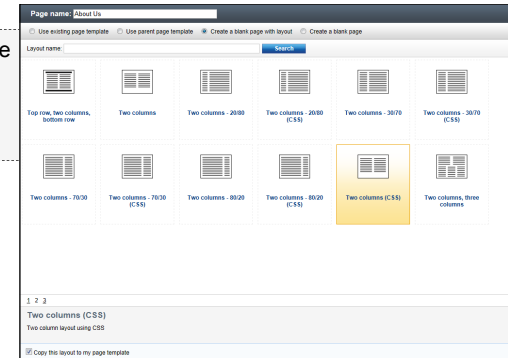 e
Page name: About Us
Use existing page template Use parent page template Create a blank page with layout Create a blank page
Layout name: Search
Top row, two columns, bottom row
Two columns
Two columns - 20/80
Two columns - 20/80 (CSS)
Two columns - 30/70
Two columns - 30/70 (CSS)
Two columns - 70/30
Two columns - 70/30 (CSS)
Two columns - 80/20
Two columns - 80/20 (CSS)
Two columns (CSS)
Two columns, three columns
1 2 3
Two columns (CSS)
Two column layout using CSS
Copy this layout to my page template